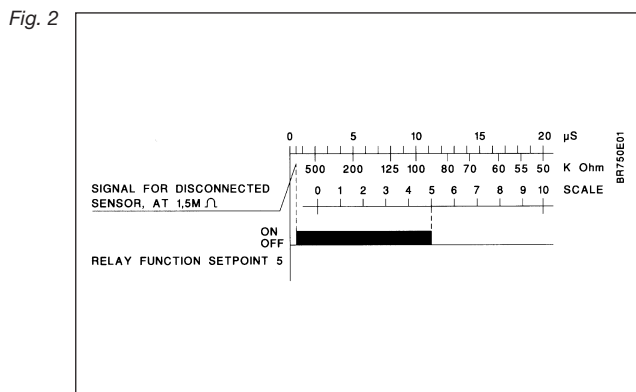 Fig. 2
0 5 10 15 20 µS
500 200 125 100 80 70 60 55 50 K Ohm
SIGNAL FOR DISCONNECTED
SENSOR, AT 1,5M Ω
0 1 2 3 4 5 6 7 8 9 10 SCALE
ON
OFF
RELAY FUNCTION SETPOINT 5
BR750E01